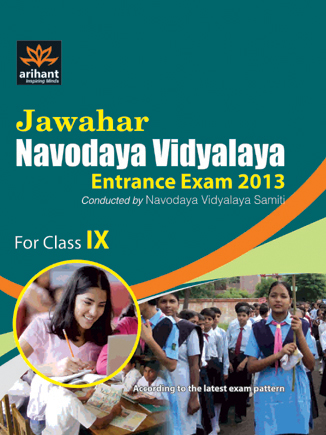 arihant
Inspiring Minds
Jawahar
Navodaya Vidyalaya
Entrance Exam 2013
Conducted by Navodaya Vidyalaya Samiti
For Class IX
According to the latest exam pattern